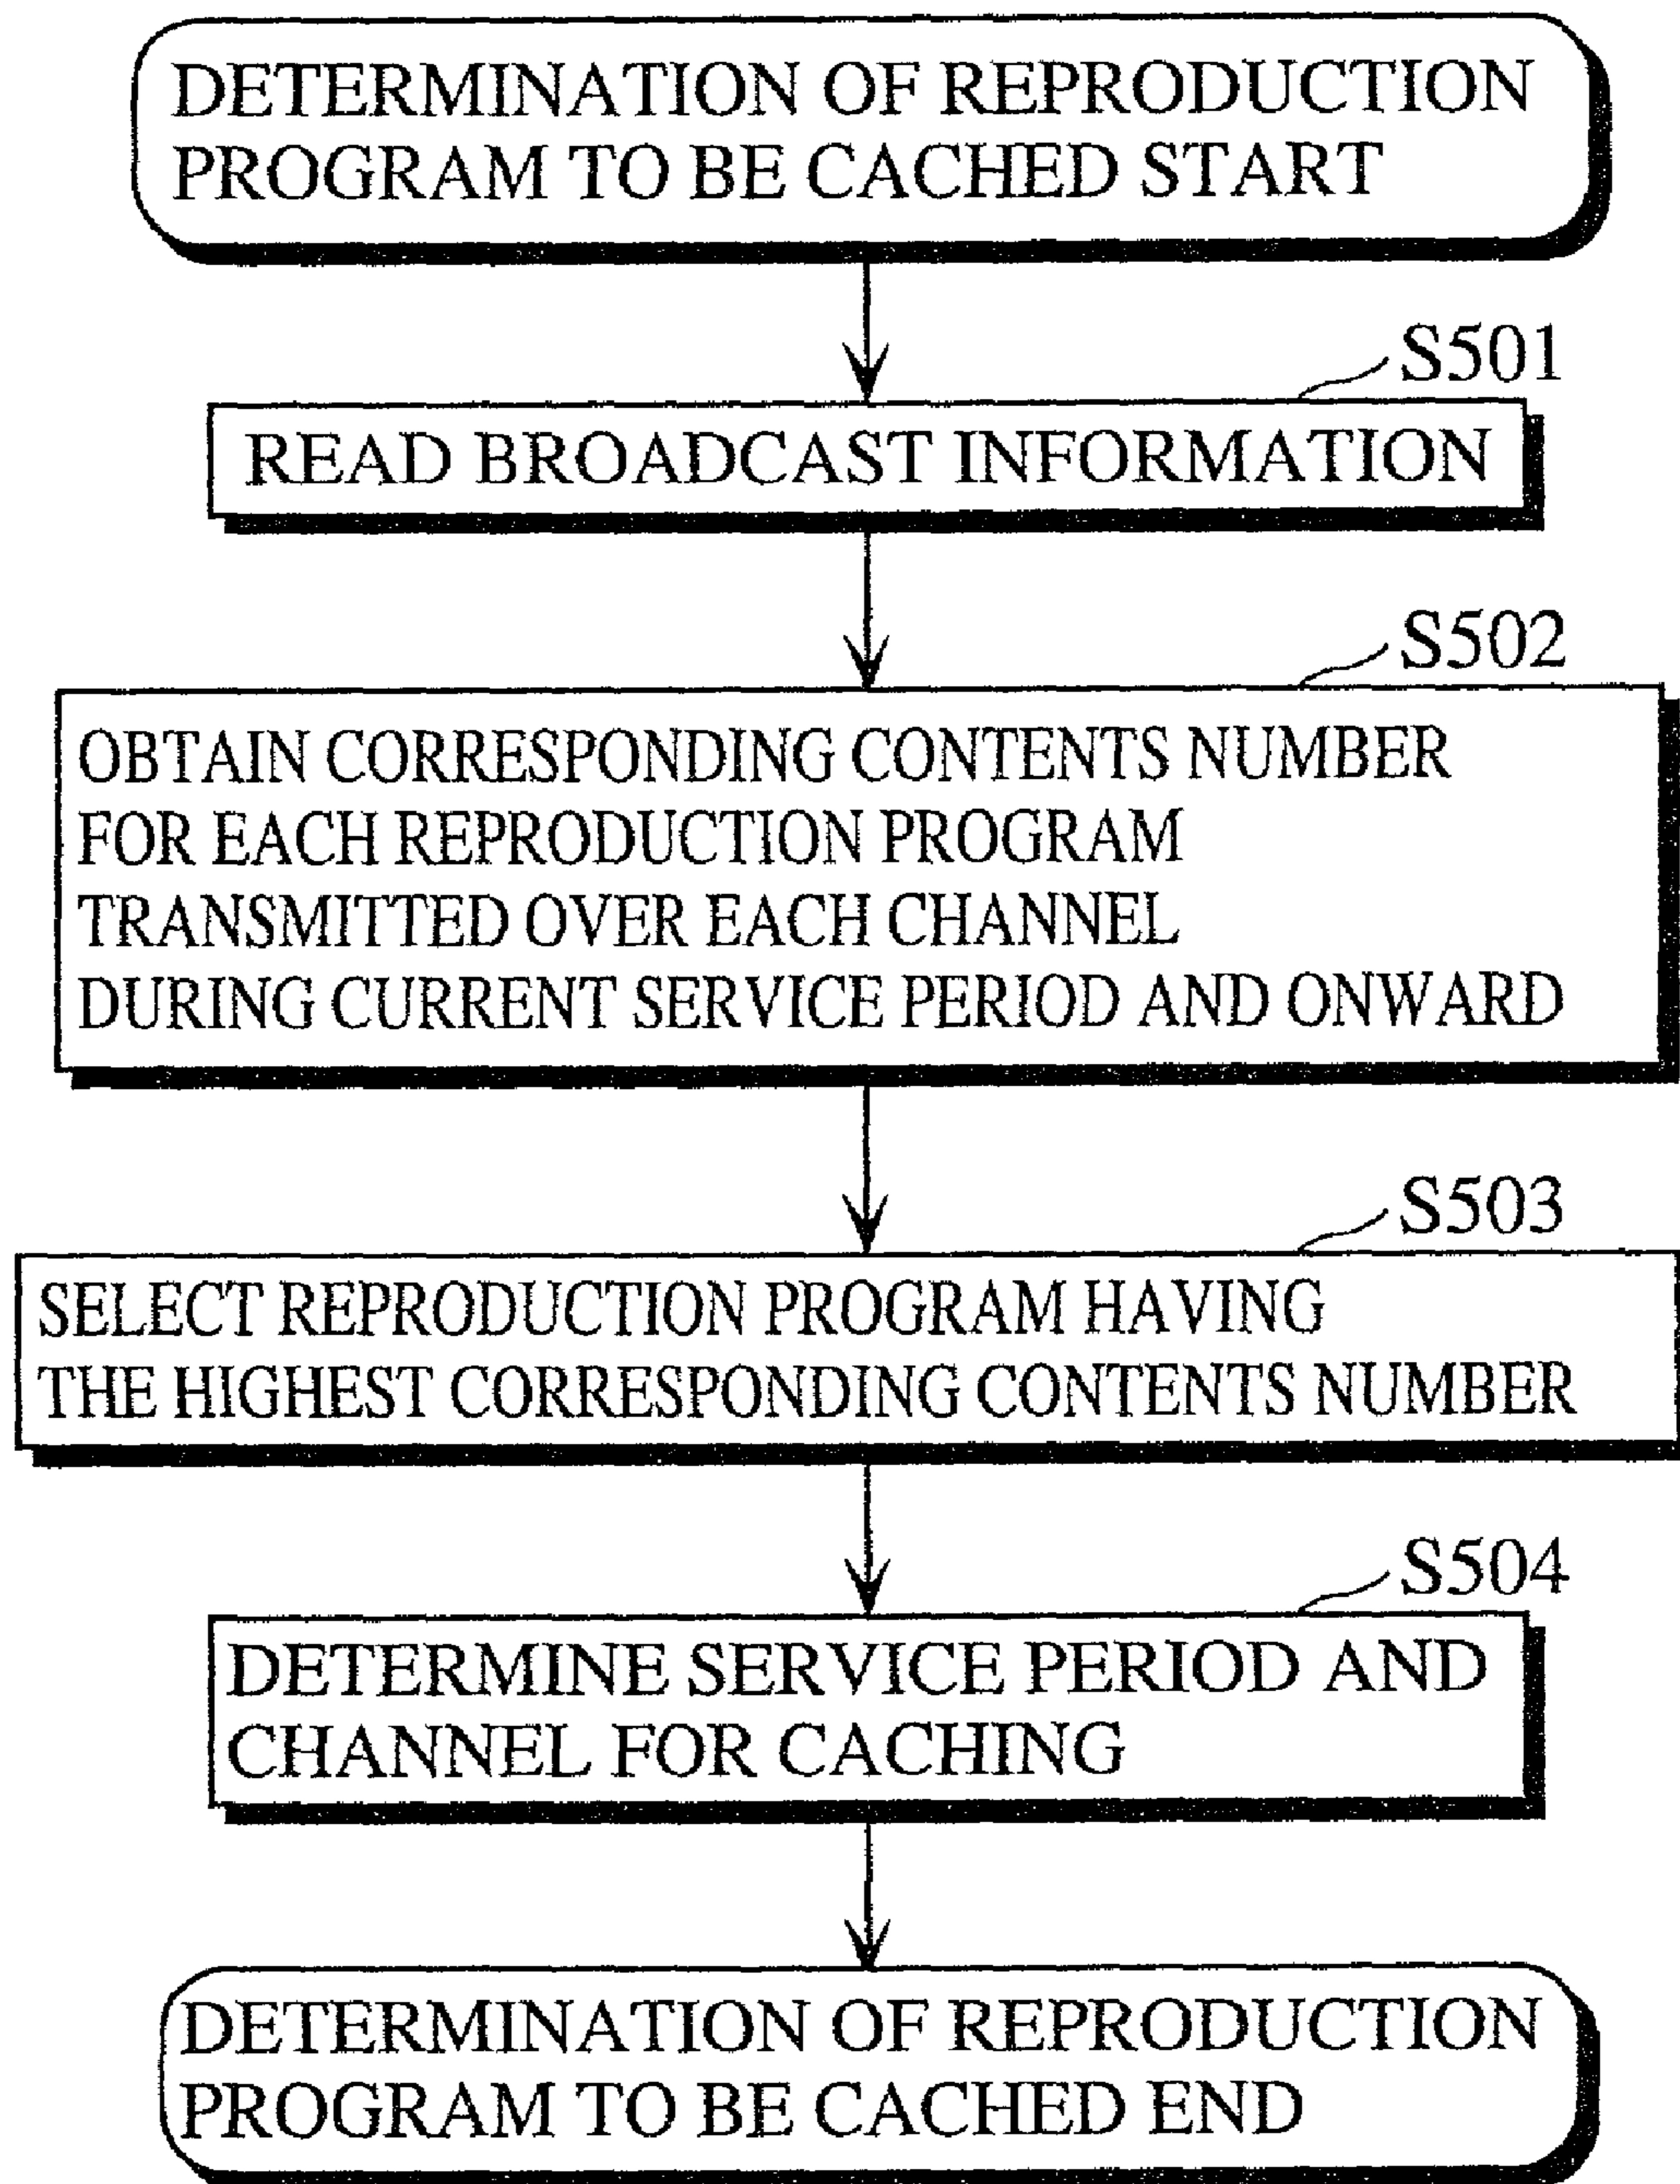 DETERMINATION OF REPRODUCTION
PROGRAM TO BE CACHED START
S501
READ BROADCAST INFORMATION
S502
OBTAIN CORRESPONDING CONTENTS NUMBER
FOR EACH REPRODUCTION PROGRAM
TRANSMITTED OVER EACH CHANNEL
DURING CURRENT SERVICE PERIOD AND ONWARD
S503
SELECT REPRODUCTION PROGRAM HAVING
THE HIGHEST CORRESPONDING CONTENTS NUMBER
S504
DETERMINE SERVICE PERIOD AND
CHANNEL FOR CACHING
DETERMINATION OF REPRODUCTION
PROGRAM TO BE CACHED END